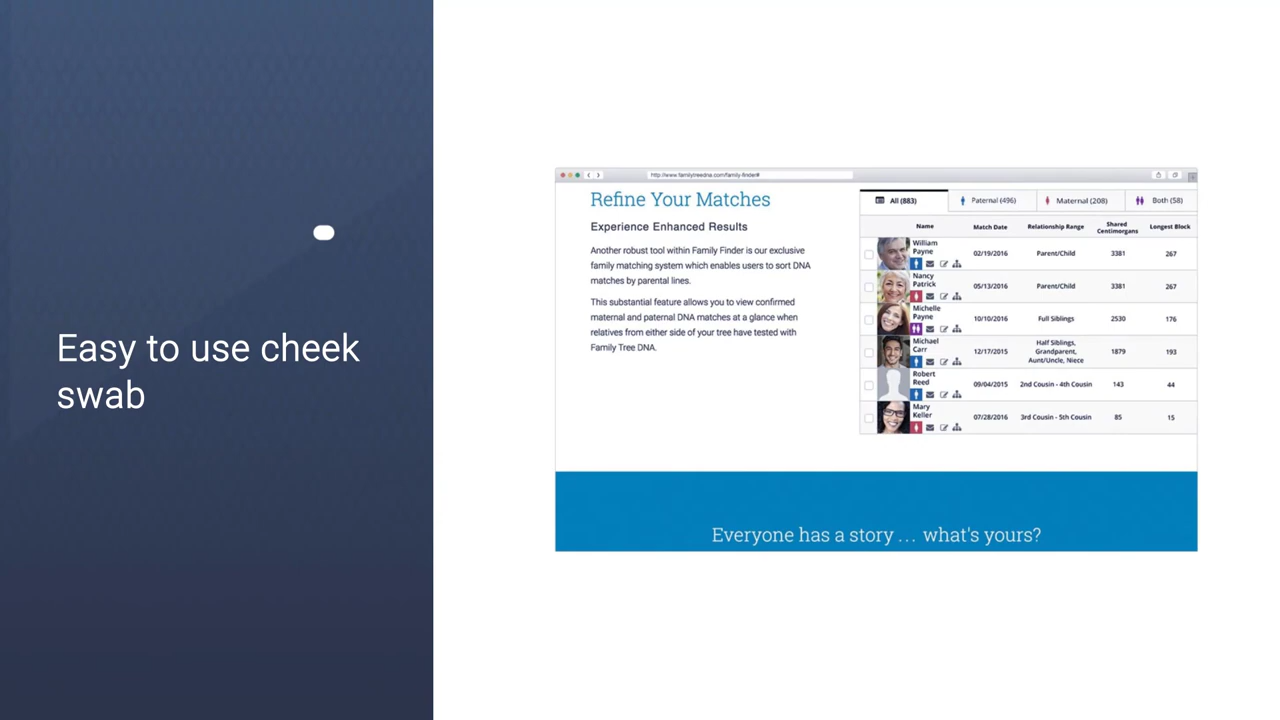 Easy to use cheek
swab
http://www.familytreedna.com/family-finder#
Refine Your Matches
Experience Enhanced Results
Another robust tool within Family Finder is our exclusive
family matching system which enables users to sort DNA
matches by parental lines.
This substantial feature allows you to view confirmed
maternal and paternal DNA matches at a glance when
relatives from either side of your tree have tested with
Family Tree DNA.
All (883) Paternal (496) Maternal (208) Both (58)
Name Match Date Relationship Range Shared Centimorgans Longest Block
William Payne 02/19/2016 Parent/Child 3381 267
Nancy Patrick 05/13/2016 Parent/Child 3381 267
Michelle Payne 10/10/2016 Full Siblings 2530 176
Michael Carr 12/17/2015 Half Siblings, Grandparent, Aunt/Uncle, Niece 1879 193
Robert Reed 09/04/2015 2nd Cousin - 4th Cousin 143 44
Mary Keller 07/28/2016 3rd Cousin - 5th Cousin 85 15
Everyone has a story ... what's yours?